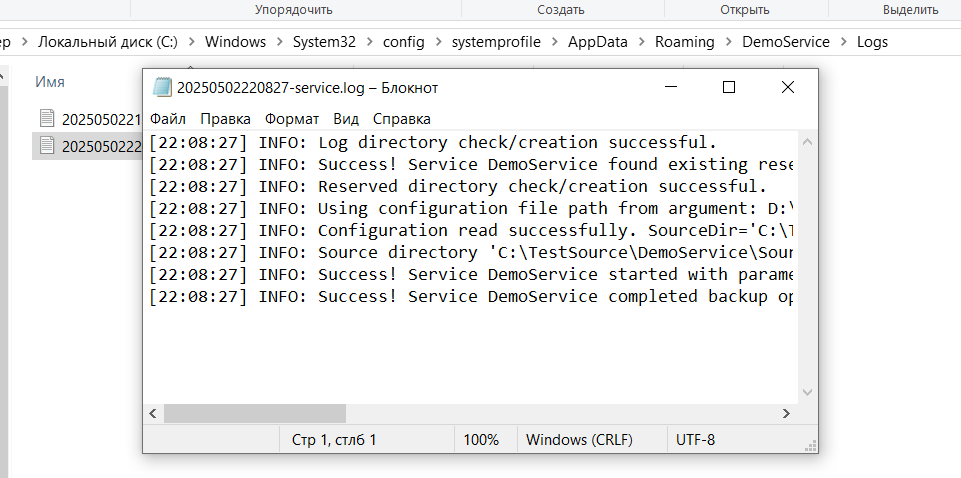 Упорядочить Создать Открыть Выделить
ер > Локальный диск (C:) > Windows > System32 > config > systemprofile > AppData > Roaming > DemoService > Logs
Имя
2025050221
2025050222
20250502220827-service.log – Блокнот
Файл Правка Формат Вид Справка
[22:08:27] INFO: Log directory check/creation successful.
[22:08:27] INFO: Success! Service DemoService found existing rese
[22:08:27] INFO: Reserved directory check/creation successful.
[22:08:27] INFO: Using configuration file path from argument: D:\
[22:08:27] INFO: Configuration read successfully. SourceDir='C:\T
[22:08:27] INFO: Source directory 'C:\TestSource\DemoService\Sour
[22:08:27] INFO: Success! Service DemoService started with parame
[22:08:27] INFO: Success! Service DemoService completed backup op
Стр 1, стлб 1 100% Windows (CRLF) UTF-8